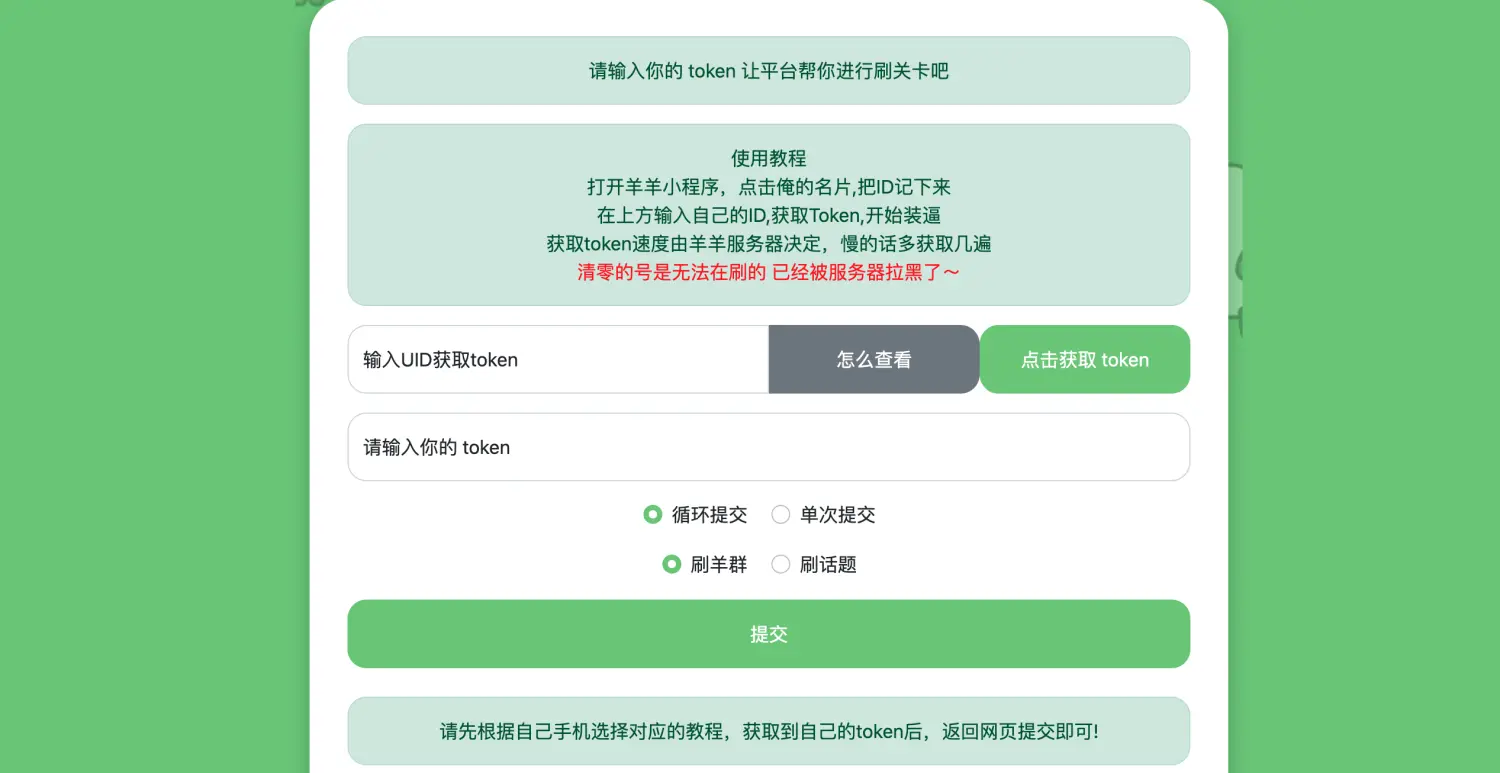 请输入你的 token 让平台帮你进行刷关卡吧
使用教程
打开羊羊小程序，点击俺的名片,把ID记下来
在上方输入自己的ID,获取Token,开始装逼
获取token速度由羊羊服务器决定，慢的话多获取几遍
清零的号是无法在刷的 已经被服务器拉黑了～
输入UID获取token
怎么查看
点击获取 token
请输入你的 token
循环提交
单次提交
刷羊群
刷话题
提交
请先根据自己手机选择对应的教程，获取到自己的token后，返回网页提交即可!